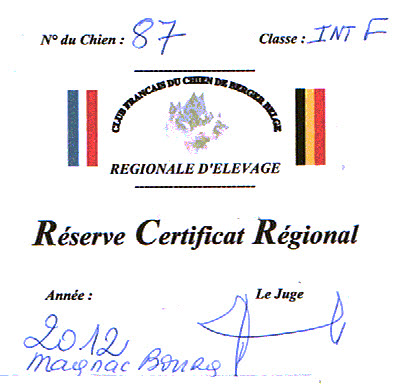 N° du Chien : 87 Classe : INT F
CLUB FRANCAIS DU CHIEN DE BERGER BELGE
REGIONALE D'ELEVAGE
Réserve Certificat Régional
Année : Le Juge
2012
Magnac Bourg